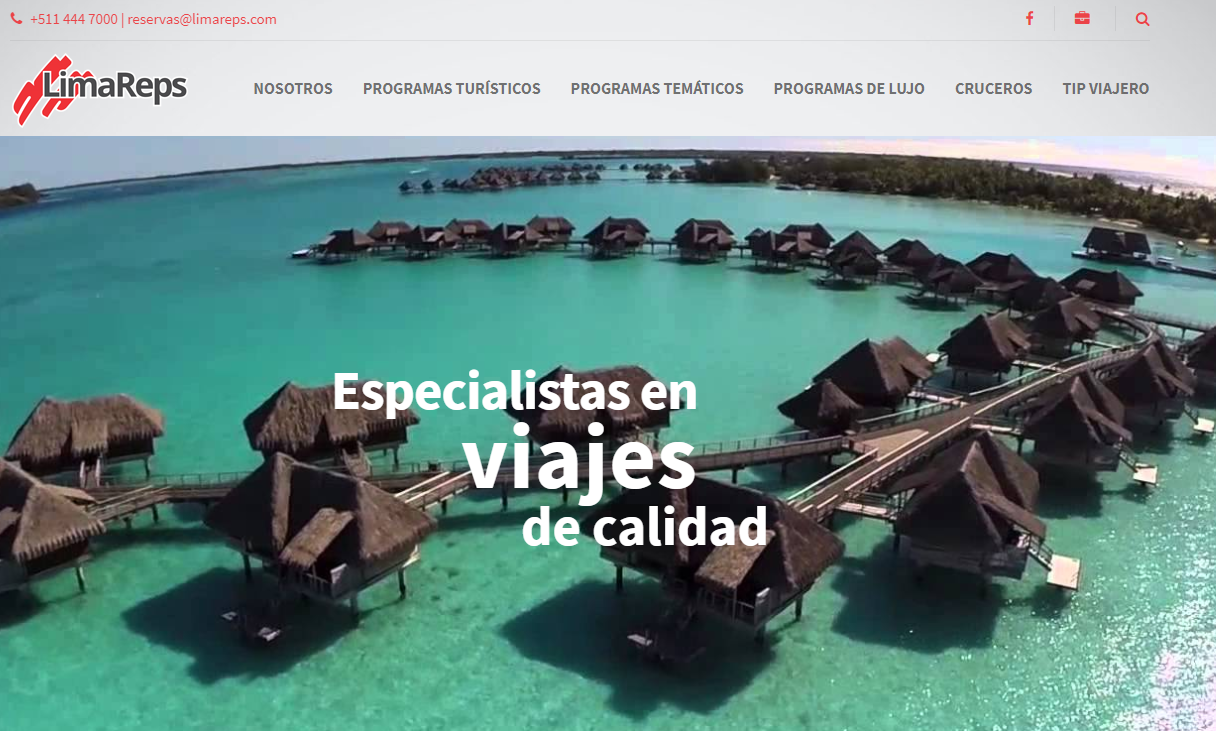 +511 444 7000 | reservas@limareps.com
LimaReps
NOSOTROS PROGRAMAS TURÍSTICOS PROGRAMAS TEMÁTICOS PROGRAMAS DE LUJO CRUCEROS TIP VIAJERO
Especialistas en
viajes
de calidad